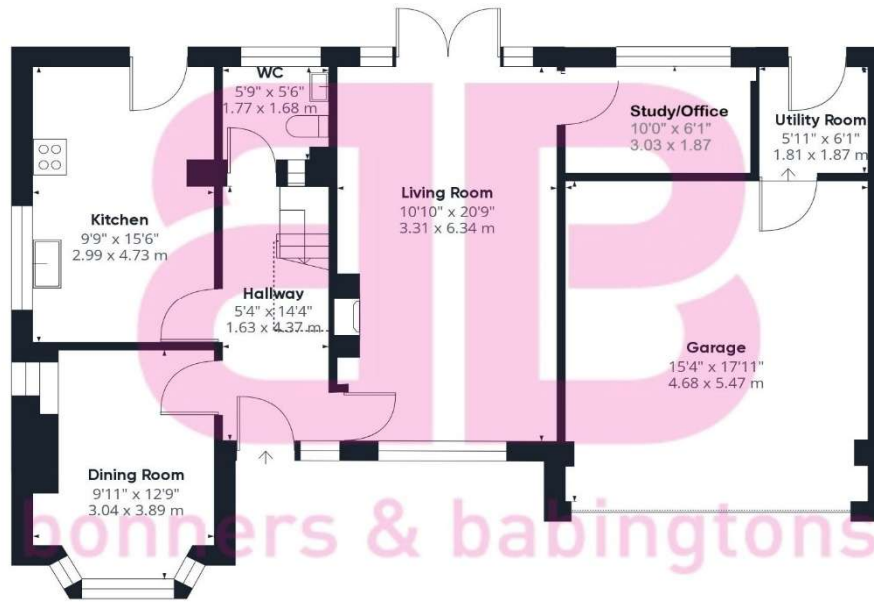 WC
5'9" x 5'6"
1.77 x 1.68 m
Study/Office
10'0" x 6'1"
3.03 x 1.87
Utility Room
5'11" x 6'1"
1.81 x 1.87 m
Kitchen
9'9" x 15'6"
2.99 x 4.73 m
Living Room
10'10" x 20'9"
3.31 x 6.34 m
Hallway
5'4" x 14'4"
1.63 x 4.37 m
Garage
15'4" x 17'11"
4.68 x 5.47 m
Dining Room
9'11" x 12'9"
3.04 x 3.89 m
bonners & babingtons